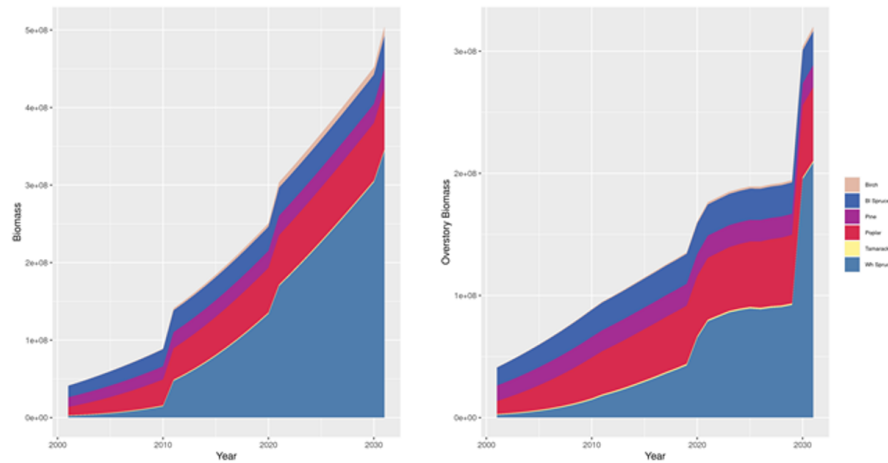 5e+08
4e+08
3e+08
2e+08
1e+08
0e+00
Biomass
2000
2010
2020
2030
Year
3e+08
2e+08
1e+08
0e+00
Overstory Biomass
2000
2010
2020
2030
Year
Birch
Bl Spruce
Pine
Poplar
Tamarack
Wh Spruc